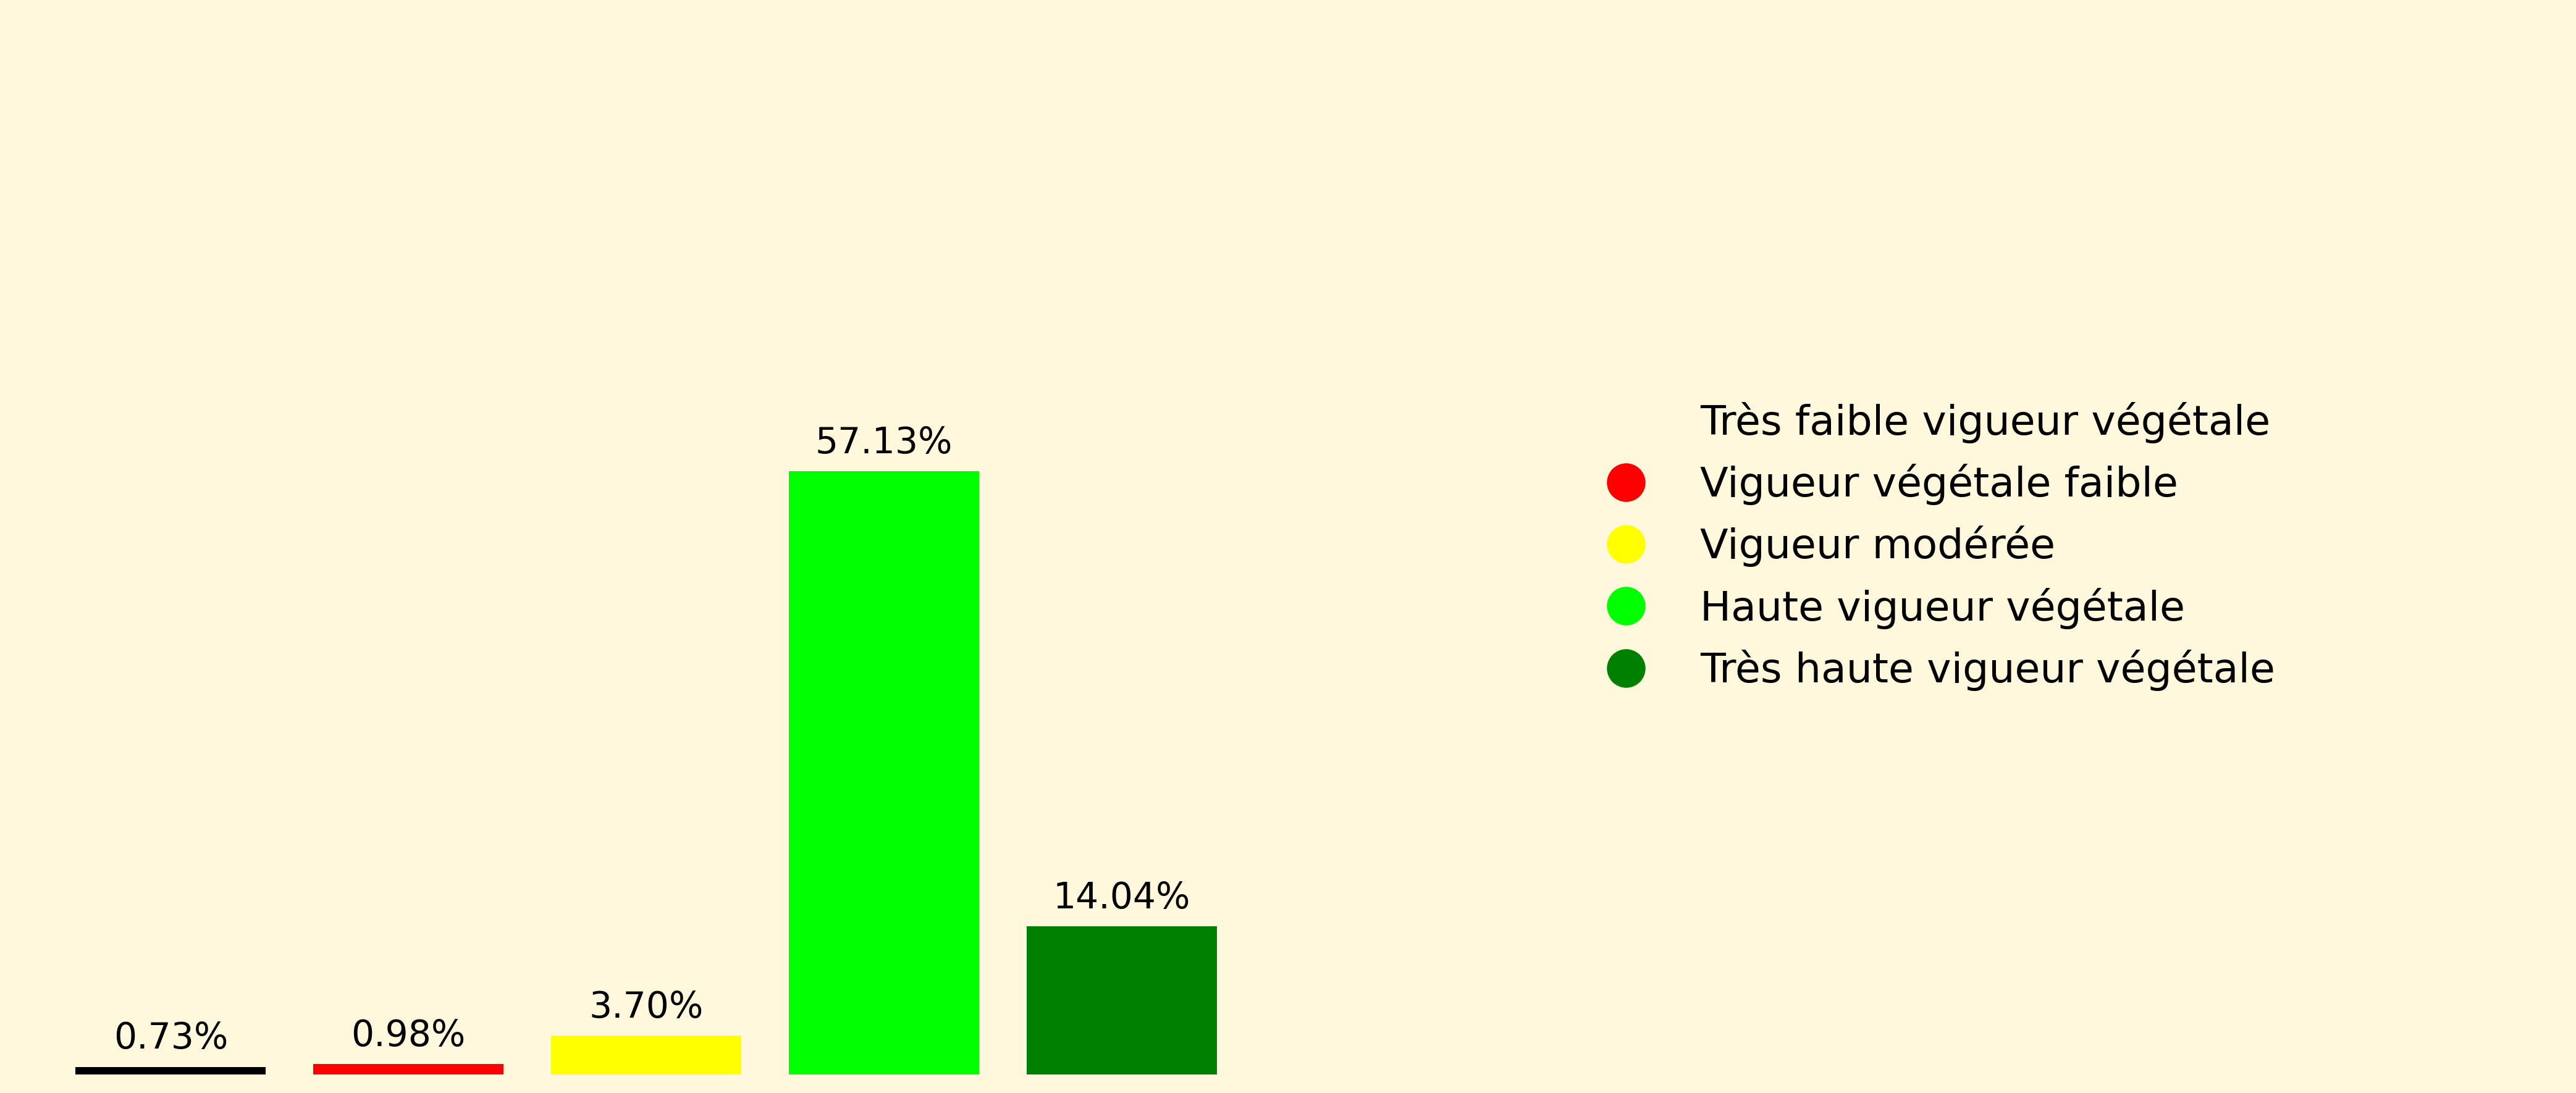 57.13%
14.04%
3.70%
0.98%
0.73%
Très faible vigueur végétale
Vigueur végétale faible
Vigueur modérée
Haute vigueur végétale
Très haute vigueur végétale